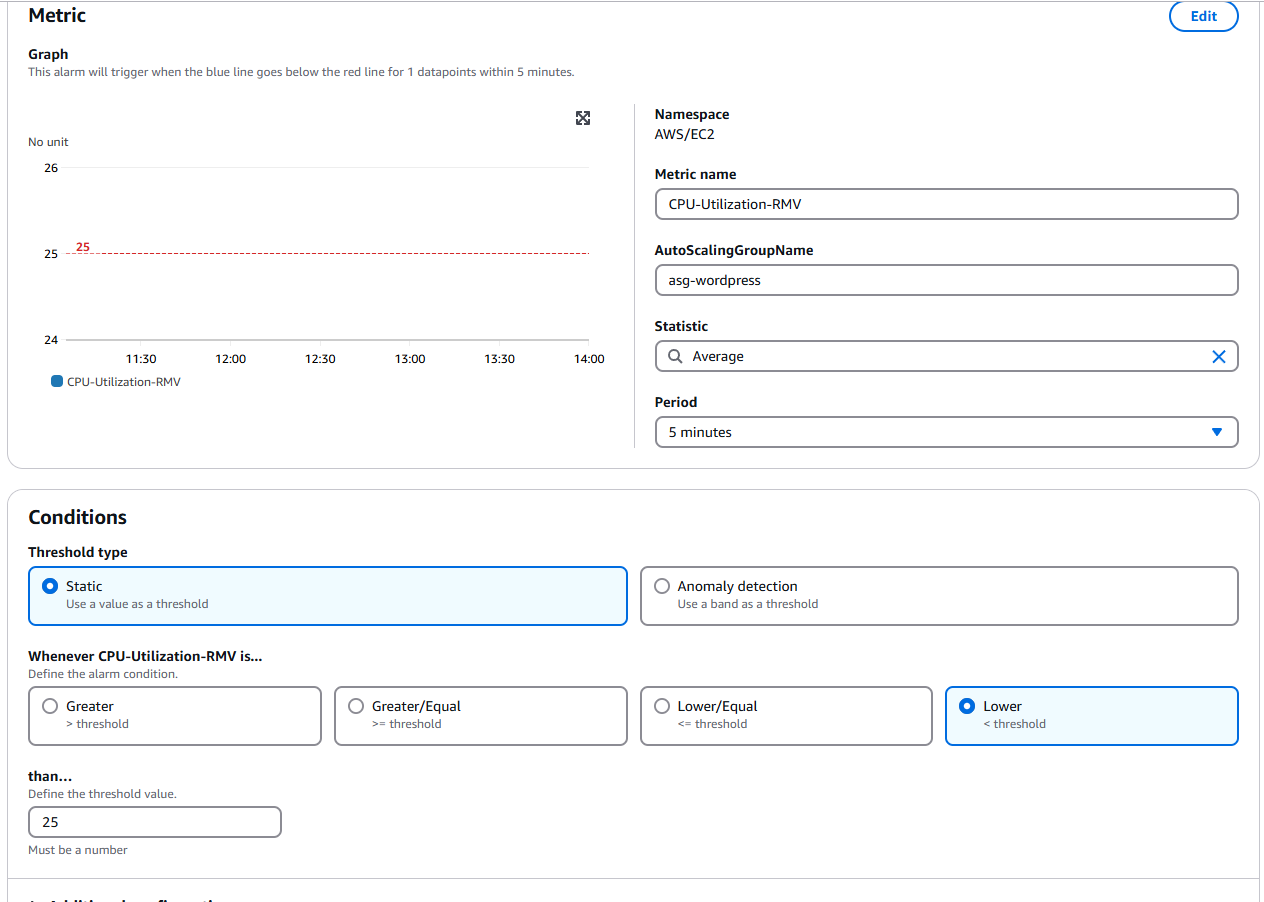 Metric
Edit
Graph
This alarm will trigger when the blue line goes below the red line for 1 datapoints within 5 minutes.
No unit
26
25
25
24
11:30 12:00 12:30 13:00 13:30 14:00
CPU-Utilization-RMV
Namespace
AWS/EC2
Metric name
CPU-Utilization-RMV
AutoScalingGroupName
asg-wordpress
Statistic
Average
Period
5 minutes
Conditions
Threshold type
Static
Use a value as a threshold
Anomaly detection
Use a band as a threshold
Whenever CPU-Utilization-RMV is...
Define the alarm condition.
Greater
> threshold
Greater/Equal
>= threshold
Lower/Equal
<= threshold
Lower
< threshold
than...
Define the threshold value.
25
Must be a number